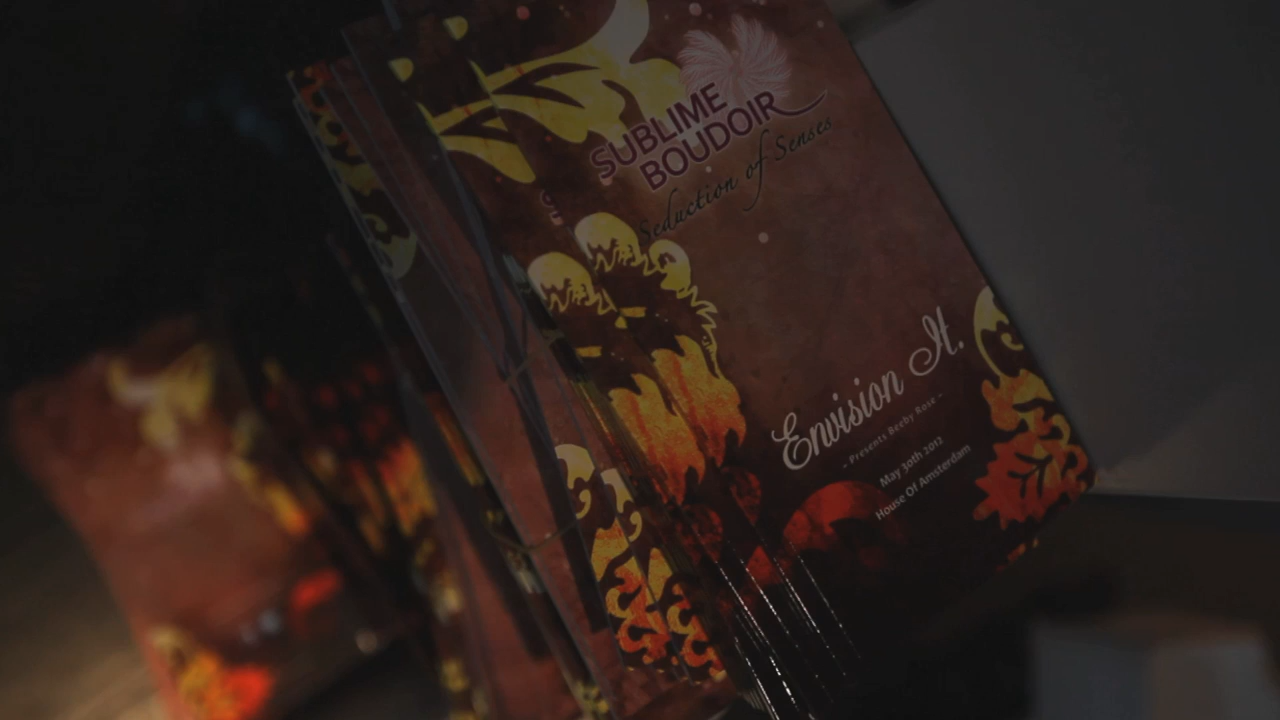 SUBLIME
BOUDOIR
Seduction of Senses
Envision It.
~ Presents Beeby Rose ~
May 30th 2012
House Of Amsterdam